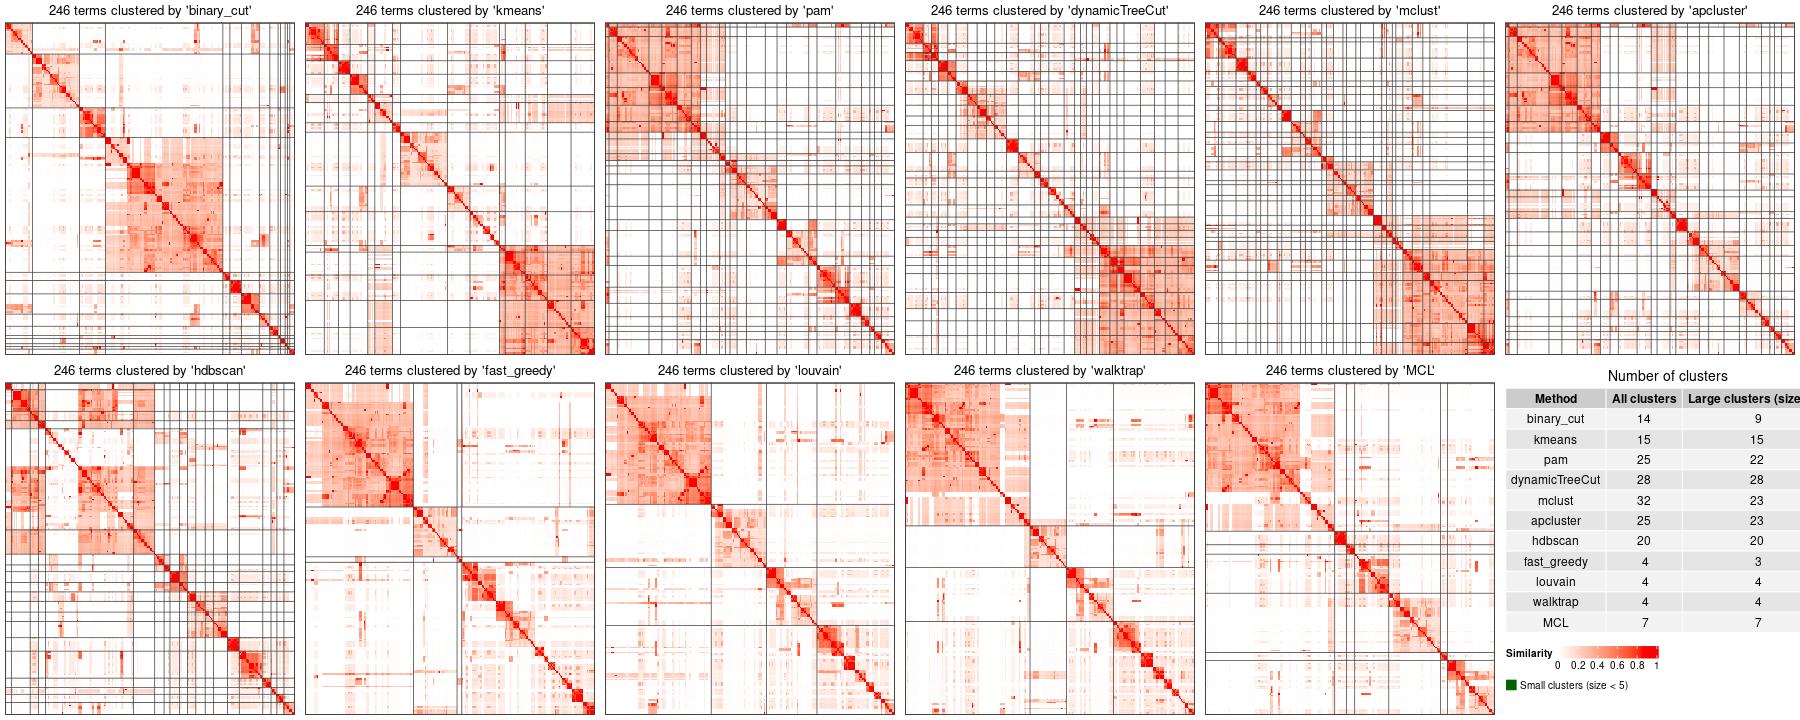 246 terms clustered by 'binary_cut'
246 terms clustered by 'kmeans'
246 terms clustered by 'pam'
246 terms clustered by 'dynamicTreeCut'
246 terms clustered by 'mclust'
246 terms clustered by 'apcluster'
246 terms clustered by 'hdbscan'
246 terms clustered by 'fast_greedy'
246 terms clustered by 'louvain'
246 terms clustered by 'walktrap'
246 terms clustered by 'MCL'
Number of clusters
Method All clusters Large clusters (size
binary_cut 14 9
kmeans 15 15
pam 25 22
dynamicTreeCut 28 28
mclust 32 23
apcluster 25 23
hdbscan 20 20
fast_greedy 4 3
louvain 4 4
walktrap 4 4
MCL 7 7
Similarity
0 0.2 0.4 0.6 0.8 1
Small clusters (size < 5)